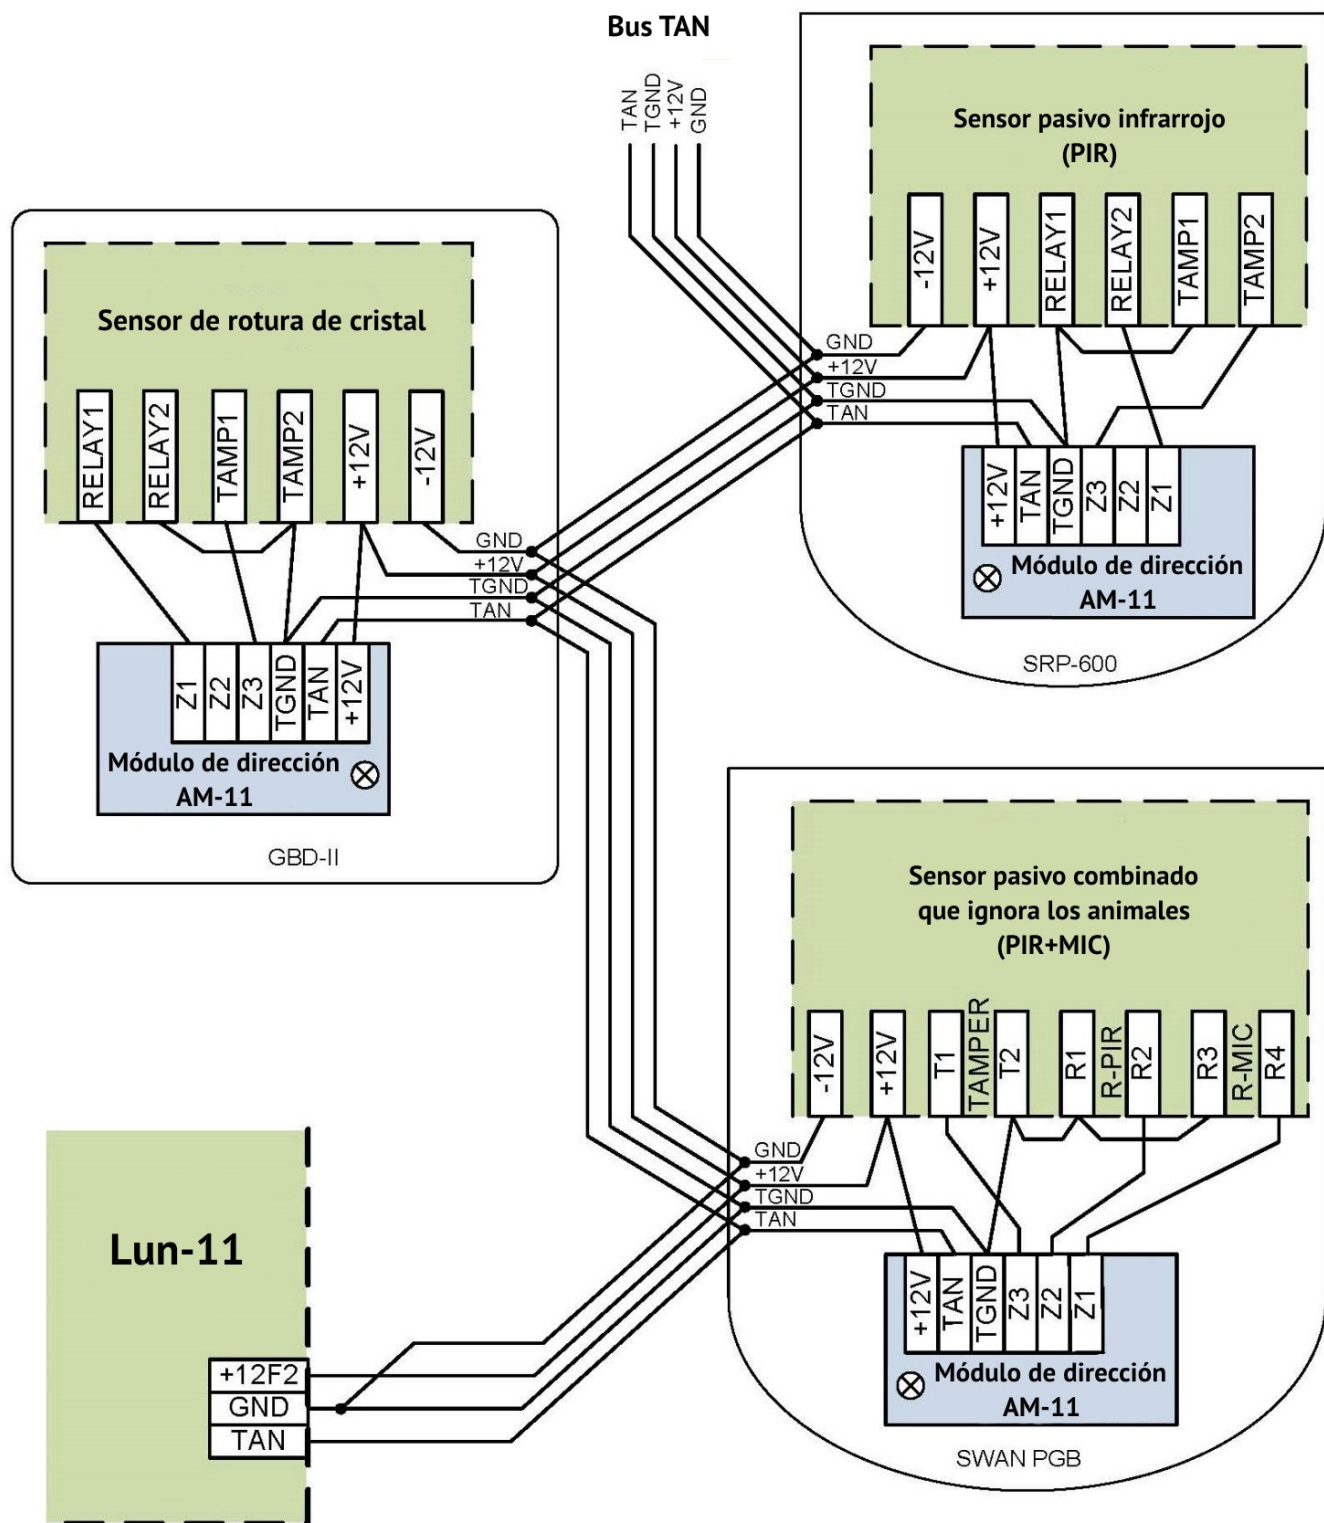 Bus TAN
TAN
TGND
+12V
GND
Sensor pasivo infrarrojo
(PIR)
-12V
+12V
RELAY1
RELAY2
TAMP1
TAMP2
GND
+12V
TGND
TAN
+12V
TAN
TGND
Z3
Z2
Z1
Módulo de dirección
AM-11
SRP-600
Sensor de rotura de cristal
RELAY1
RELAY2
TAMP1
TAMP2
+12V
-12V
GND
+12V
TGND
TAN
Z1
Z2
Z3
TGND
TAN
+12V
Módulo de dirección
AM-11
GBD-II
Sensor pasivo combinado
que ignora los animales
(PIR+MIC)
-12V
+12V
T1
TAMPER
T2
R1
R-PIR
R2
R3
R-MIC
R4
GND
+12V
TGND
TAN
+12V
TAN
TGND
Z3
Z2
Z1
Módulo de dirección
AM-11
SWAN PGB
Lun-11
+12F2
GND
TAN